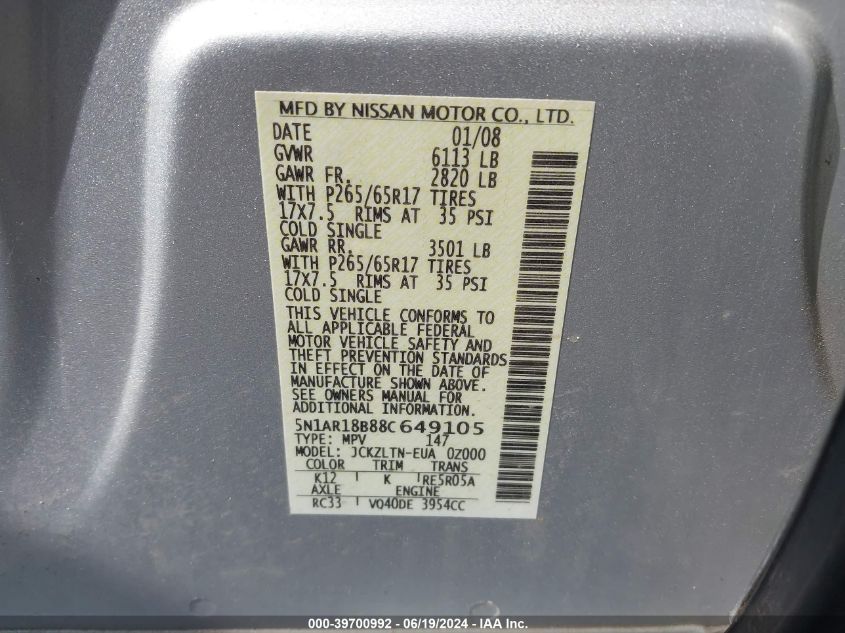 MFD BY NISSAN MOTOR CO., LTD.
DATE 01/08
GVWR 6113 LB
GAWR FR. 2820 LB
WITH P265/65R17 TIRES
17X7.5 RIMS AT 35 PSI
COLD SINGLE
GAWR RR. 3501 LB
WITH P265/65R17 TIRES
17X7.5 RIMS AT 35 PSI
COLD SINGLE
THIS VEHICLE CONFORMS TO
ALL APPLICABLE FEDERAL
MOTOR VEHICLE SAFETY AND
THEFT PREVENTION STANDARDS
IN EFFECT ON THE DATE OF
MANUFACTURE SHOWN ABOVE.
SEE OWNERS MANUAL FOR
ADDITIONAL INFORMATION.
5N1AR18B88C649105
TYPE: MPV 147
MODEL: JCKZLTN-EUA 0Z000
COLOR TRIM TRANS
K12 K RE5R05A
AXLE ENGINE
RC33 VQ40DE 3954CC
000-39700992 - 06/19/2024 - IAA Inc.